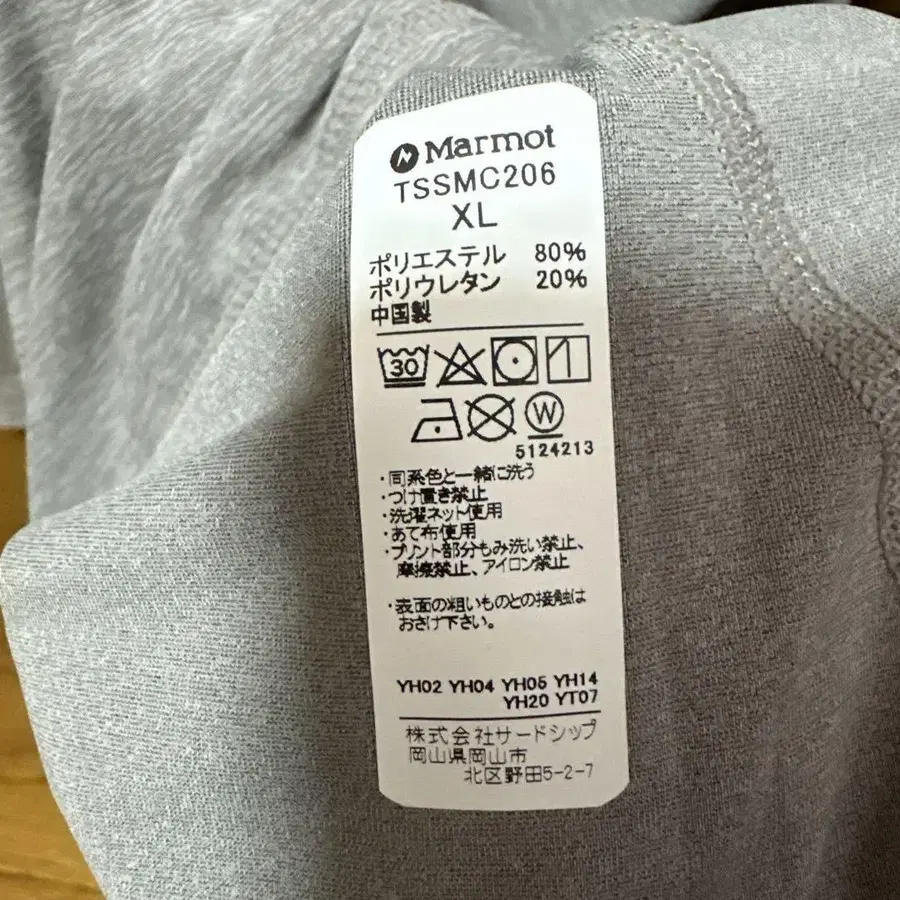 Marmot
TSSMC206
XL
ポリエステル 80%
ポリウレタン 20%
中国製
30
W
5124213
・同系色と一緒に洗う
・つけ置き禁止
・洗濯ネット使用
・あて布使用
・プリント部分もみ洗い禁止、
摩擦禁止、アイロン禁止
・表面の粗いものとの接触は
おさけ下さい。
YH02 YH04 YH05 YH14
YH20 YT07
株式会社サードシップ
岡山県岡山市
北区野田5-2-7